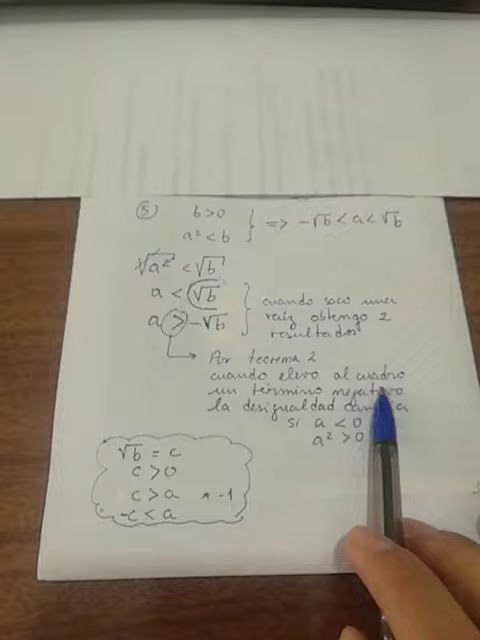 ⑤ b>0
a² < b } => -√b < a < √b
√a² < √b
a < √b
a > -√b } cuando saco una raíz obtengo 2 resultados
Por teorema 2
cuando elevo al cuadro
un término negativo
la desigualdad cambia
si a < 0
a² > 0
√b = c
c > 0
c > a * -1
-c < a